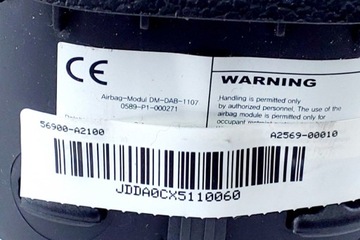 CE
Airbag-Modul DM-DAB-1107
0589-P1-000271
WARNING
Handling is permitted only
by authorized personnel. The use of the
airbag module is permitted only for
occupant
56900-A2100
A2569-00010
JDDA0CX5110060